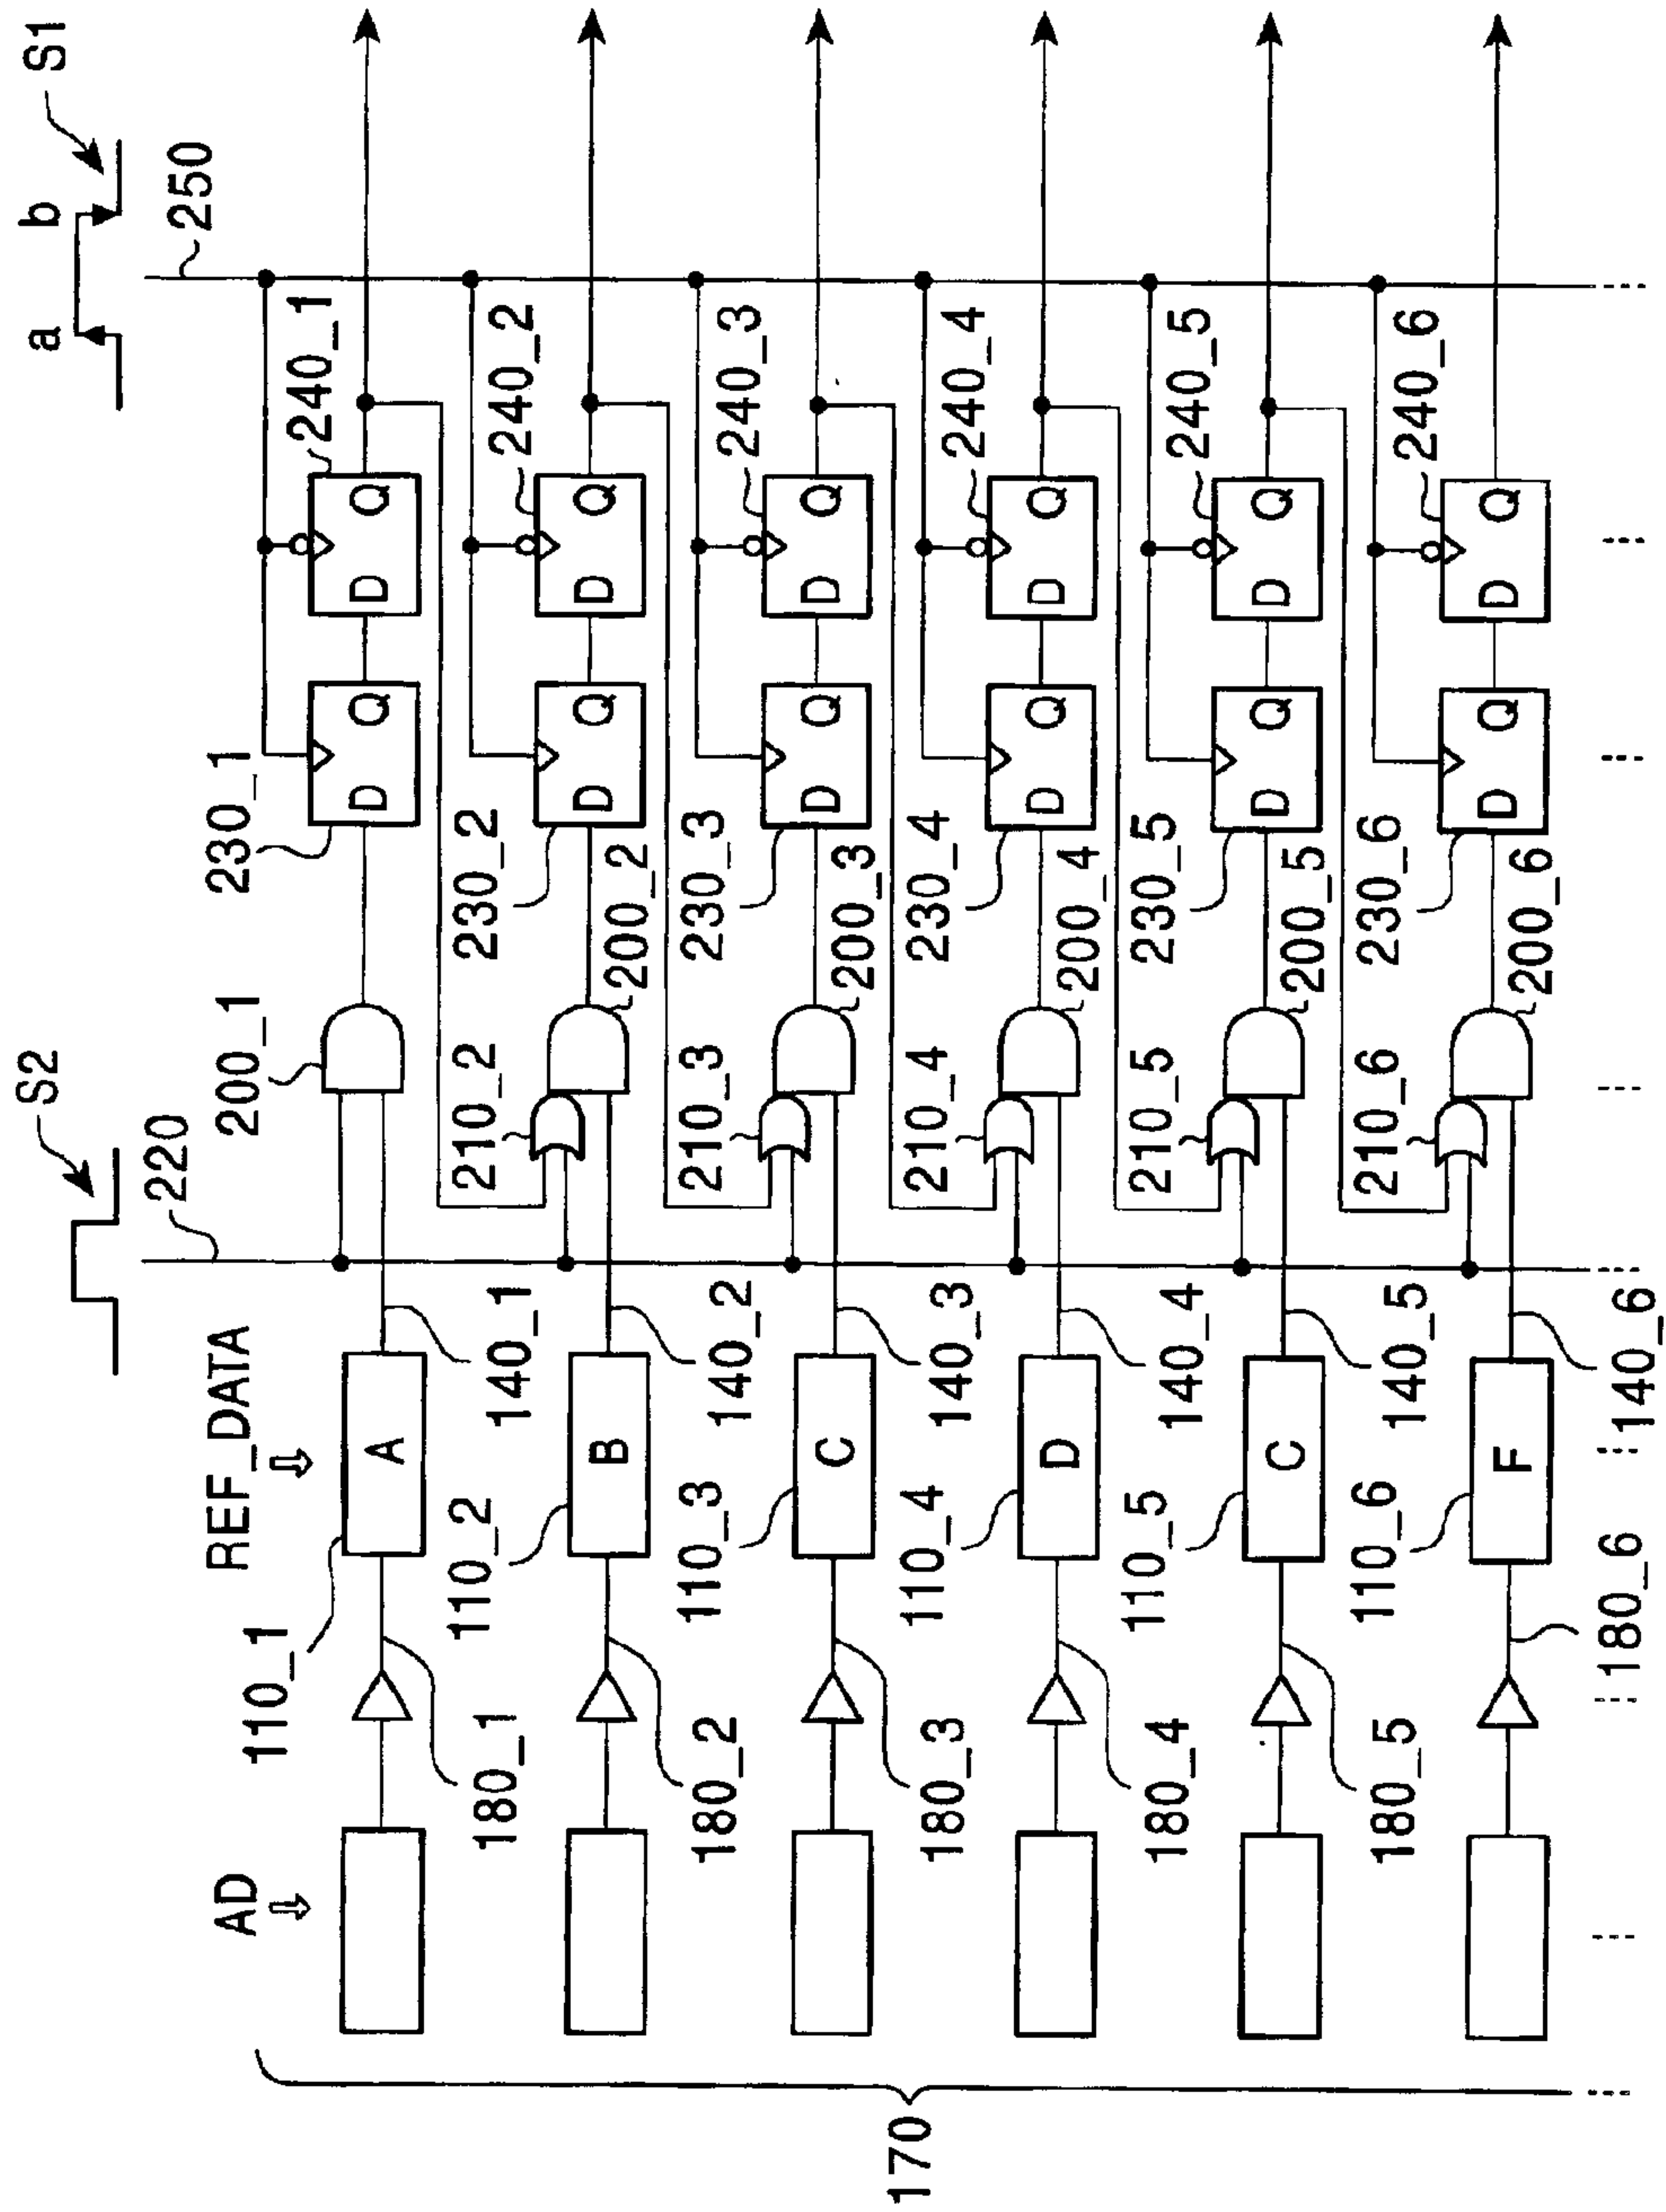 S1
a b
250
S2
220
200_1
230_1
240_1
D Q
D Q
AD
REF_DATA
110_1
A
180_1
140_1
210_2
230_2
240_2
D Q
D Q
110_2
B
200_2
180_2
140_2
210_3
230_3
240_3
D Q
D Q
110_3
C
200_3
180_3
140_3
210_4
230_4
240_4
D Q
D Q
110_4
D
200_4
180_4
140_4
210_5
230_5
240_5
D Q
D Q
110_5
C
200_5
180_5
140_5
210_6
230_6
240_6
D Q
D Q
110_6
F
200_6
180_6
140_6
170